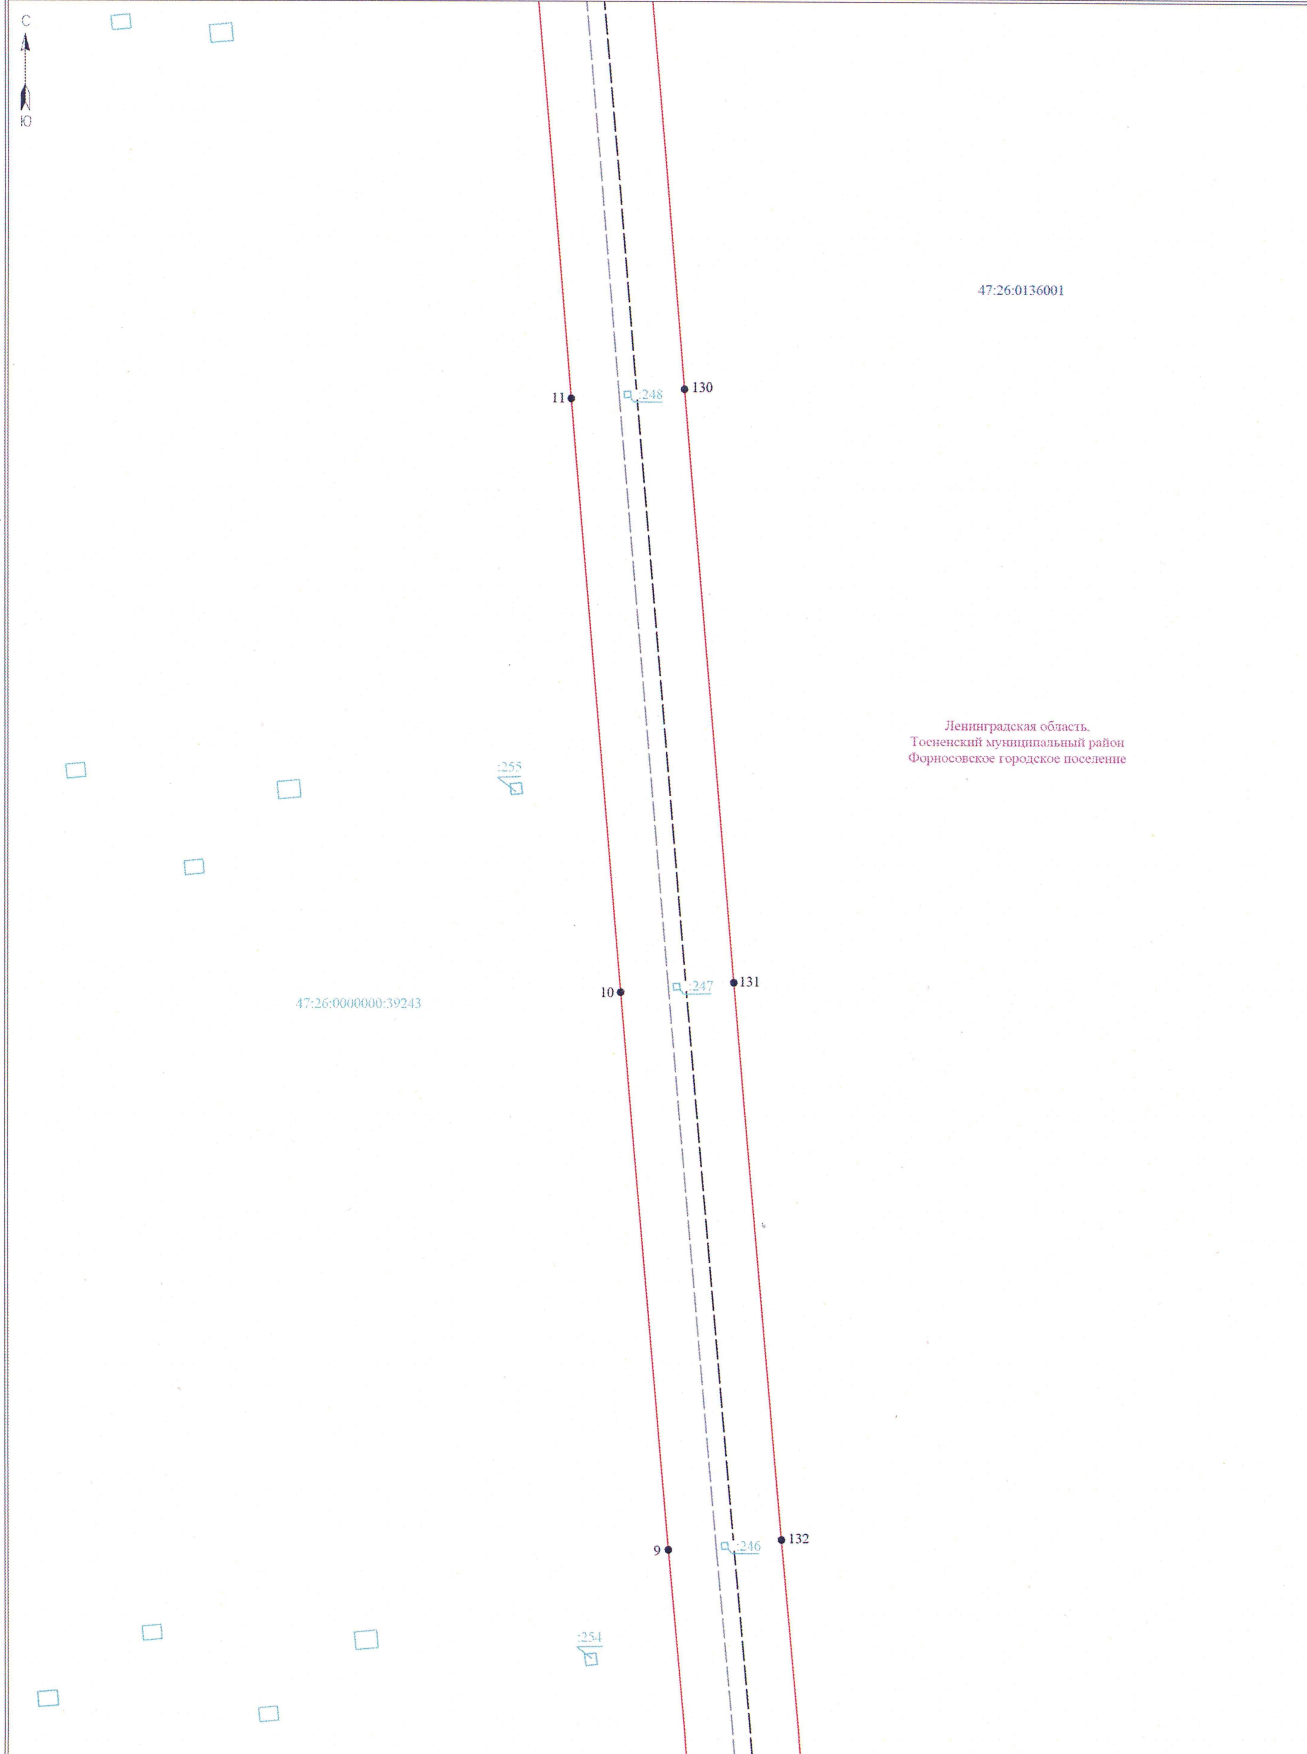 С
Ю
47:26:0136001
11
:248
130
Ленинградская область,
Тосненский муниципальный район
Форносовское городское поселение
:255
10
:247
131
47:26:0000000:39243
9
:246
132
:254